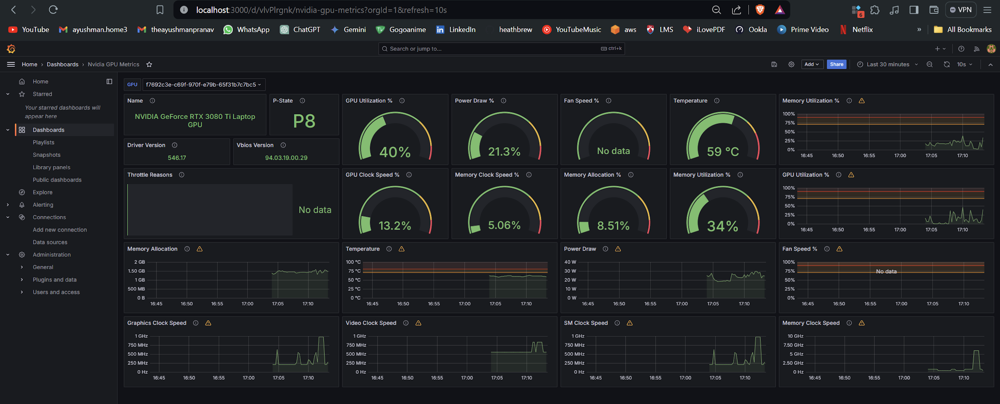 localhost:3000/d/vlvPlrgnk/nvidia-gpu-metrics?orgId=1&refresh=10s
6
VPN
YouTube
ayushman.home3
theayushmanpranav
WhatsApp
ChatGPT
Gemini
Gogoanime
LinkedIn
heathbrew
YouTubeMusic
aws
LMS
iLovePDF
Ookla
Prime Video
Netflix
»
All Bookmarks
Search or jump to...
ctrl+k
Home › Dashboards › Nvidia GPU Metrics
Add
Share
Last 30 minutes
10s
Home
Starred
Your starred dashboards will
appear here
Dashboards
Playlists
Snapshots
Library panels
Public dashboards
Explore
Alerting
Connections
Add new connection
Data sources
Administration
General
Plugins and data
Users and access
GPU
f7692c3e-c69f-970f-e79b-65f31b7c7bc5
Name
NVIDIA GeForce RTX 3080 Ti Laptop
GPU
P-State
P8
Driver Version
546.17
Vbios Version
94.03.19.00.29
GPU Utilization %
40%
Power Draw %
21.3%
Fan Speed %
No data
Temperature
59 °C
Memory Utilization %
100%
75%
50%
25%
0%
16:45 16:50 16:55 17:00 17:05 17:10
Throttle Reasons
No data
GPU Clock Speed %
13.2%
Memory Clock Speed %
5.06%
Memory Allocation %
8.51%
Memory Utilization %
34%
GPU Utilization %
100%
75%
50%
25%
0%
16:45 16:50 16:55 17:00 17:05 17:10
Memory Allocation
2 GB
1.50 GB
1 GB
500 MB
0 B
16:45 16:50 16:55 17:00 17:05 17:10
Temperature
100 °C
75 °C
50 °C
25 °C
0 °C
16:45 16:50 16:55 17:00 17:05 17:10
Power Draw
40 W
30 W
20 W
10 W
0 W
16:45 16:50 16:55 17:00 17:05 17:10
Fan Speed %
100%
75%
50%
25%
0%
No data
16:45 16:50 16:55 17:00 17:05 17:10
Graphics Clock Speed
1 GHz
750 MHz
500 MHz
250 MHz
0 Hz
16:45 16:50 16:55 17:00 17:05 17:10
Video Clock Speed
1 GHz
750 MHz
500 MHz
250 MHz
0 Hz
16:45 16:50 16:55 17:00 17:05 17:10
SM Clock Speed
1 GHz
750 MHz
500 MHz
250 MHz
0 Hz
16:45 16:50 16:55 17:00 17:05 17:10
Memory Clock Speed
10 GHz
7.50 GHz
5 GHz
2.50 GHz
0 Hz
16:45 16:50 16:55 17:00 17:05 17:10